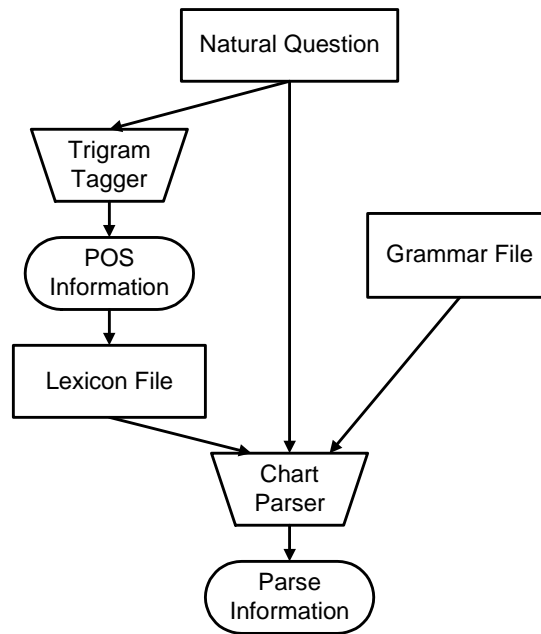 Natural Question
Trigram
Tagger
POS
Information
Grammar File
Lexicon File
Chart
Parser
Parse
Information